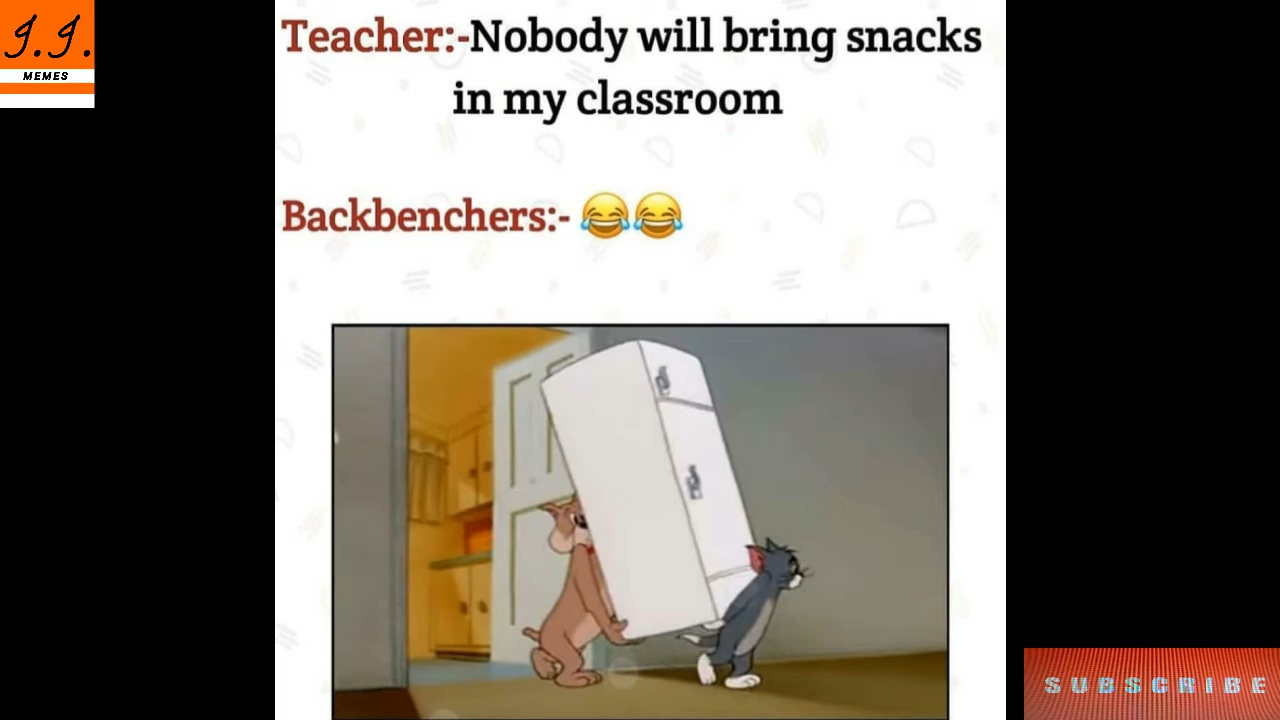 J.J.
MEMES
Teacher:-Nobody will bring snacks
in my classroom
Backbenchers:- 😂😂
SUBSCRIBE